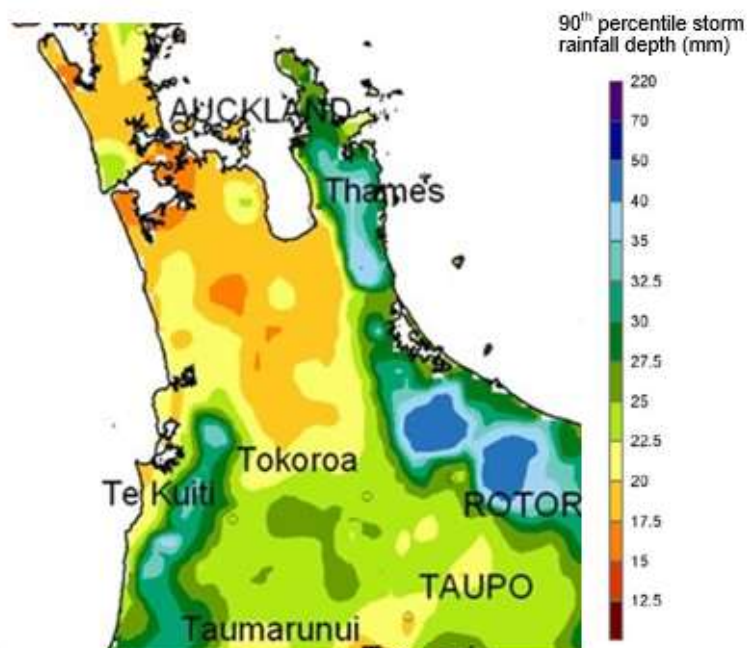 90th percentile storm
rainfall depth (mm)
220
70
50
40
35
32.5
30
27.5
25
22.5
20
17.5
15
12.5
AUCKLAND
Thames
Tokoroa
Te Kuiti
ROTOR
TAUPO
Taumarunui